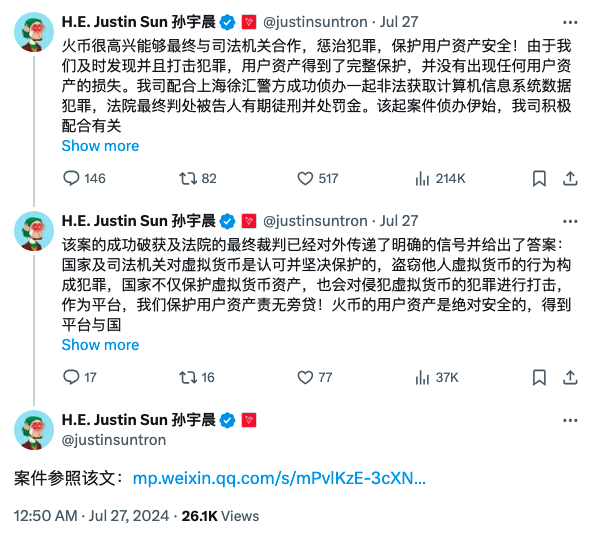 H.E. Justin Sun 孙宇晨 @justinsuntron · Jul 27
火币很高兴能够最终与司法机关合作，惩治犯罪，保护用户资产安全！由于我
们及时发现并且打击犯罪，用户资产得到了完整保护，并没有出现任何用户资
产的损失。我司配合上海徐汇警方成功侦办一起非法获取计算机信息系统数据
犯罪，法院最终判处被告人有期徒刑并处罚金。该起案件侦办伊始，我司积极
配合有关
Show more
146 82 517 214K
H.E. Justin Sun 孙宇晨 @justinsuntron · Jul 27
该案的成功破获及法院的最终裁判已经对外传递了明确的信号并给出了答案：
国家及司法机关对虚拟货币是认可并坚决保护的，盗窃他人虚拟货币的行为构
成犯罪，国家不仅保护虚拟货币资产，也会对侵犯虚拟货币的犯罪进行打击，
作为平台，我们保护用户资产责无旁贷！火币的用户资产是绝对安全的，得到
平台与国
Show more
17 16 77 37K
H.E. Justin Sun 孙宇晨
@justinsuntron
案件参照该文：mp.weixin.qq.com/s/mPvlKzE-3cXN...
12:50 AM · Jul 27, 2024 · 26.1K Views